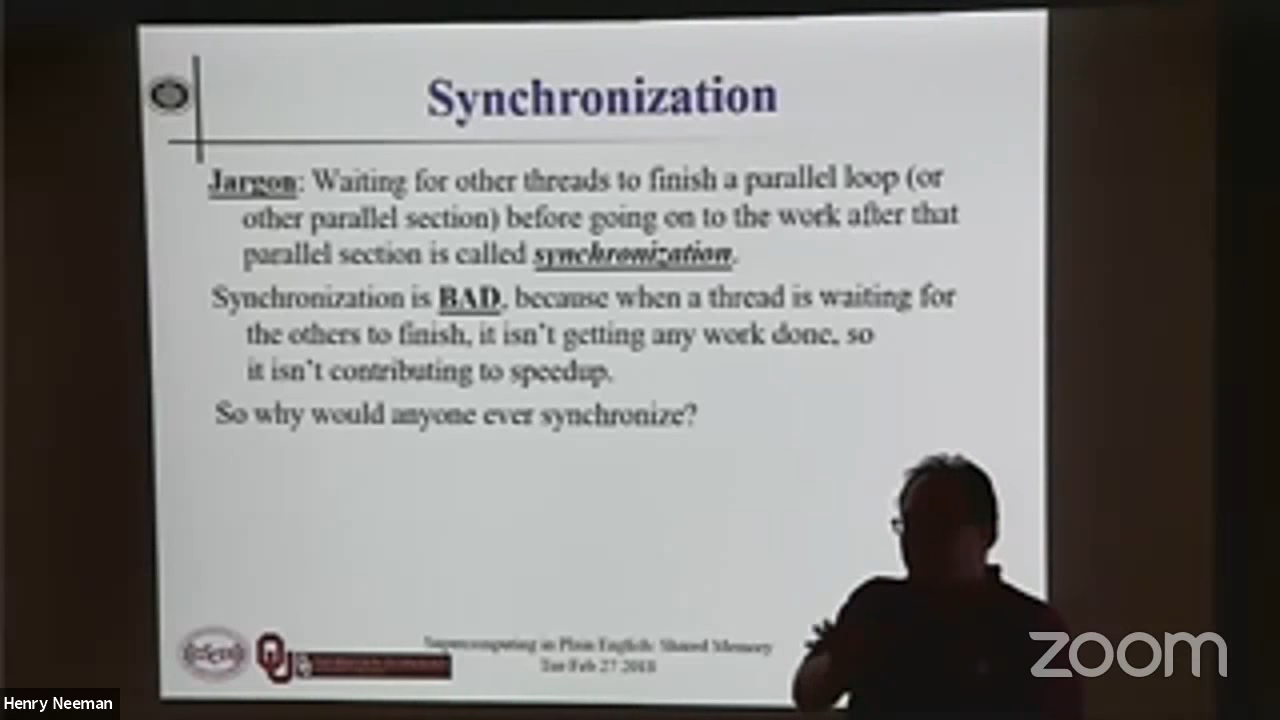 Synchronization
Jargon: Waiting for other threads to finish a parallel loop (or
other parallel section) before going on to the work after that
parallel section is called synchronization.
Synchronization is BAD, because when a thread is waiting for
the others to finish, it isn't getting any work done, so
it isn't contributing to speedup.
So why would anyone ever synchronize?
Supercomputing in Plain English: Shared Memory
Tue Feb 27 2018
Henry Neeman
zoom